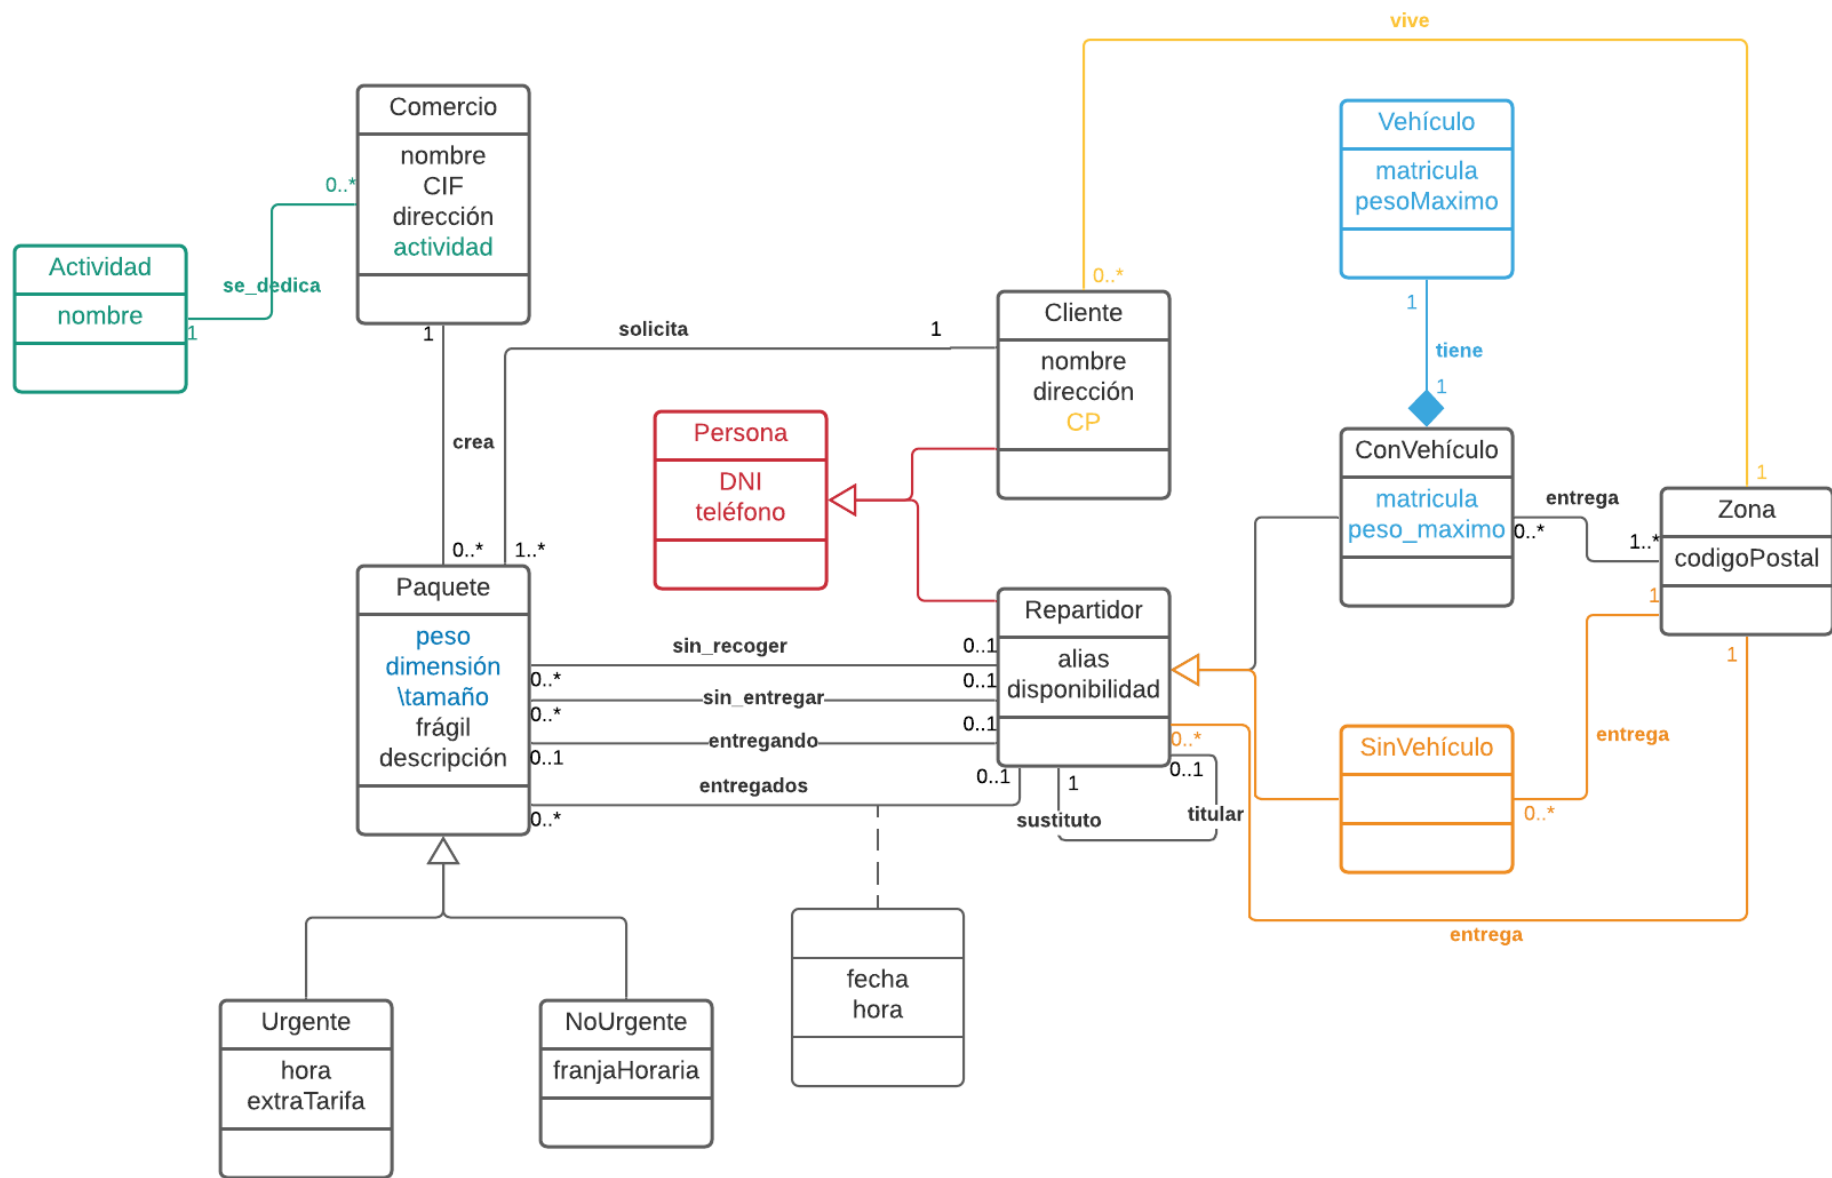 vive
Comercio
nombre
CIF
dirección
actividad
0..*
Actividad
nombre
1
se_dedica
1
crea
0..*
solicita
1
1..*
Cliente
nombre
dirección
CP
0..*
Vehículo
matricula
pesoMaximo
1
tiene
1
ConVehículo
matricula
peso_maximo
entrega
0..*
1..*
1
Zona
codigoPostal
1
1
Persona
DNI
teléfono
Paquete
peso
dimensión
\tamaño
frágil
descripción
sin_recoger
0..1
0..*
sin_entregar
0..1
0..*
entregando
0..1
0..1
entregados
0..1
0..*
Repartidor
alias
disponibilidad
0..*
0..1
1
sustituto
titular
SinVehículo
entrega
0..*
entrega
fecha
hora
Urgente
hora
extraTarifa
NoUrgente
franjaHoraria